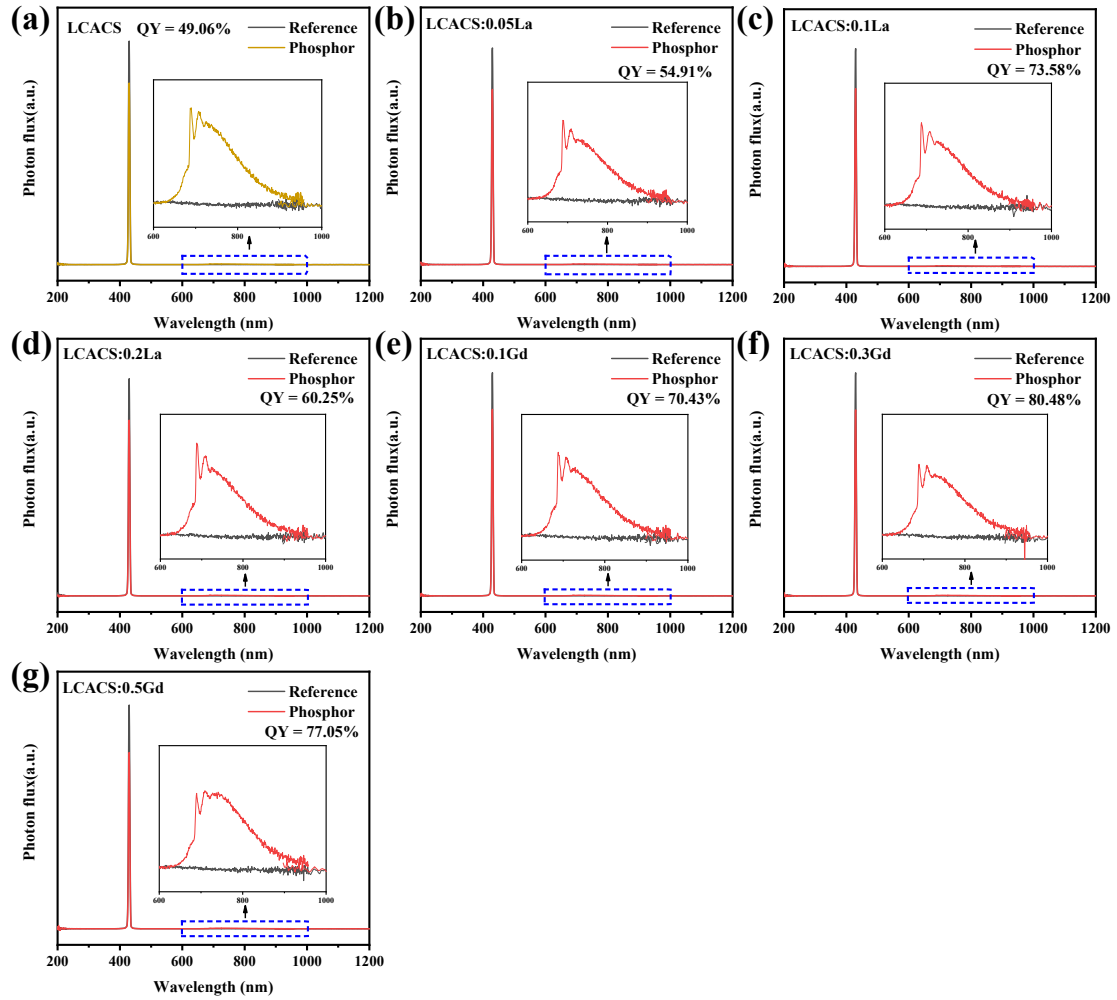 (a)
LCACS QY = 49.06%
Reference
Phosphor
Photon flux(a.u.)
600 800 1000
200 400 600 800 1000 1200
Wavelength (nm)
(b)
LCACS:0.05La
Reference
Phosphor
QY = 54.91%
Photon flux(a.u.)
600 800 1000
200 400 600 800 1000 1200
Wavelength (nm)
(c)
LCACS:0.1La
Reference
Phosphor
QY = 73.58%
Photon flux(a.u.)
600 800 1000
200 400 600 800 1000 1200
Wavelength (nm)
(d)
LCACS:0.2La
Reference
Phosphor
QY = 60.25%
Photon flux(a.u.)
600 800 1000
200 400 600 800 1000 1200
Wavelength (nm)
(e)
LCACS:0.1Gd
Reference
Phosphor
QY = 70.43%
Photon flux(a.u.)
600 800 1000
200 400 600 800 1000 1200
Wavelength (nm)
(f)
LCACS:0.3Gd
Reference
Phosphor
QY = 80.48%
Photon flux(a.u.)
600 800 1000
200 400 600 800 1000 1200
Wavelength (nm)
(g)
LCACS:0.5Gd
Reference
Phosphor
QY = 77.05%
Photon flux(a.u.)
600 800 1000
200 400 600 800 1000 1200
Wavelength (nm)